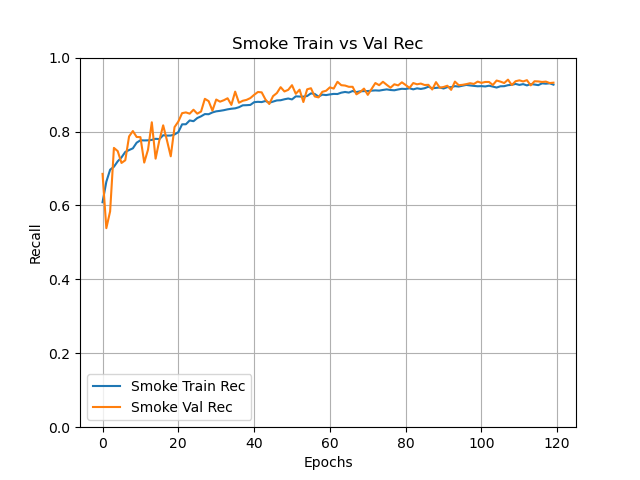 Smoke Train vs Val Rec
1.0
0.8
0.6
0.4
0.2
0.0
Recall
Smoke Train Rec
Smoke Val Rec
0 20 40 60 80 100 120
Epochs